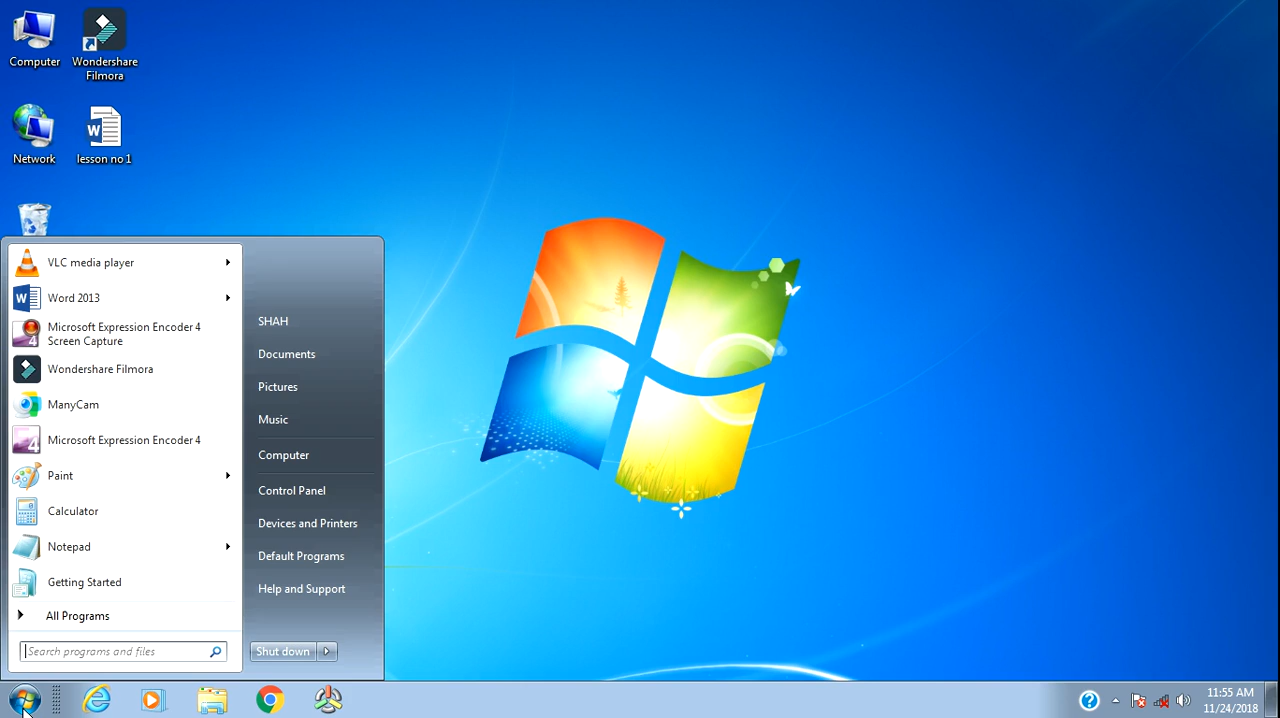 Computer
Wondershare
Filmora
Network
lesson no 1
VLC media player
Word 2013
Microsoft Expression Encoder 4
Screen Capture
Wondershare Filmora
ManyCam
Microsoft Expression Encoder 4
Paint
Calculator
Notepad
Getting Started
All Programs
Search programs and files
SHAH
Documents
Pictures
Music
Computer
Control Panel
Devices and Printers
Default Programs
Help and Support
Shut down
11:55 AM
11/24/2018